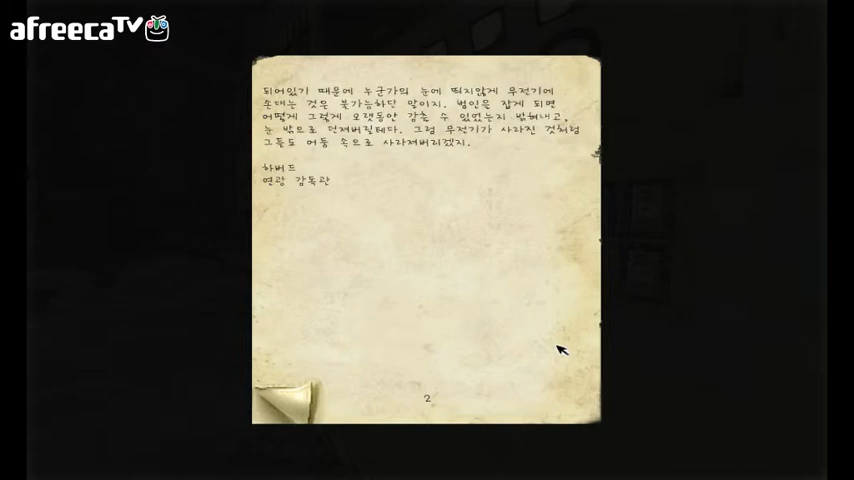 afreecaTV
되어있기 때문에 누군가의 눈에 띄지않게 무전기에
손대는 것은 불가능하단 말이지. 범인을 잡게 되면
어떻게 그렇게 오랫동안 감출 수 있었는지 밝혀내고,
눈 밖으로 던져버릴테다. 그럼 무전기가 사라진 것처럼
그들도 어둠 속으로 사라져버리겠지.
하버드
연광 감독관
2